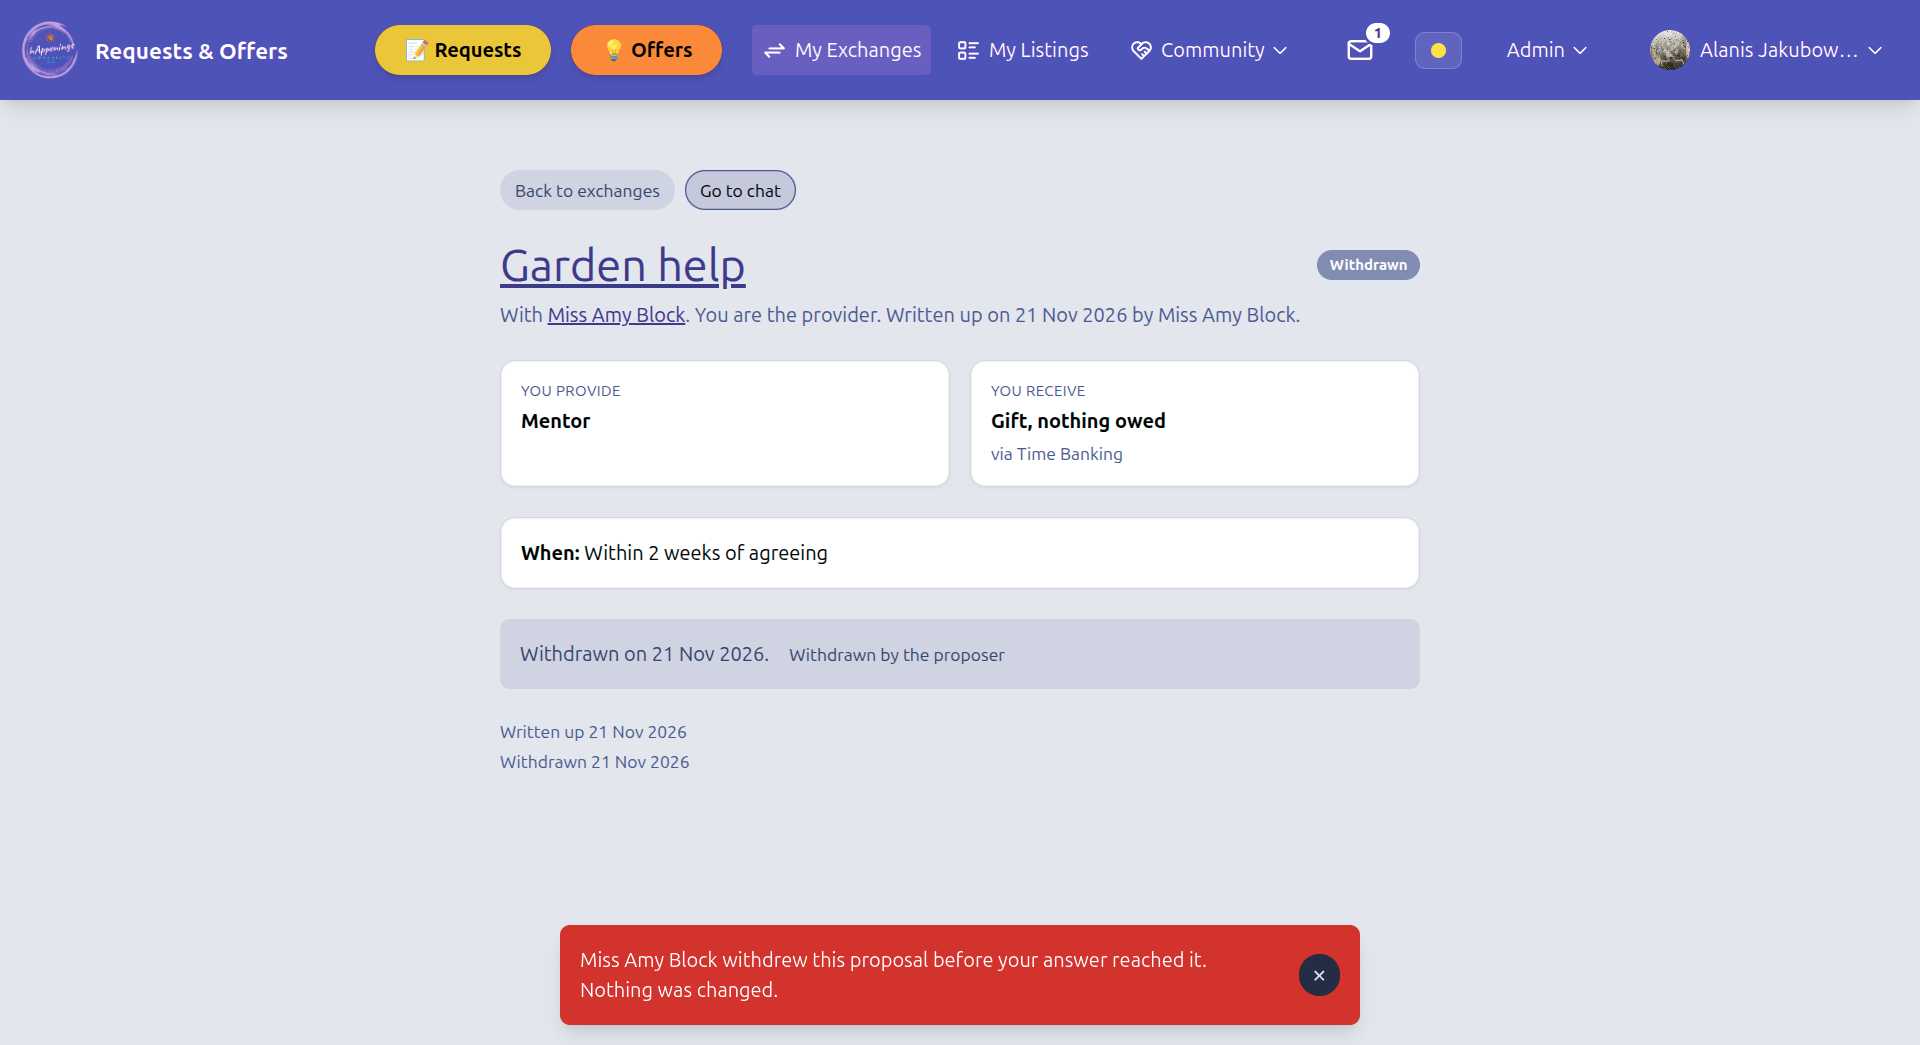 hAppenings
Requests & Offers
Requests
Offers
My Exchanges
My Listings
Community
1
Admin
Alanis Jakubow...
Back to exchanges
Go to chat
Garden help
Withdrawn
With Miss Amy Block. You are the provider. Written up on 21 Nov 2026 by Miss Amy Block.
YOU PROVIDE
Mentor
YOU RECEIVE
Gift, nothing owed
via Time Banking
When: Within 2 weeks of agreeing
Withdrawn on 21 Nov 2026. Withdrawn by the proposer
Written up 21 Nov 2026
Withdrawn 21 Nov 2026
Miss Amy Block withdrew this proposal before your answer reached it.
Nothing was changed.